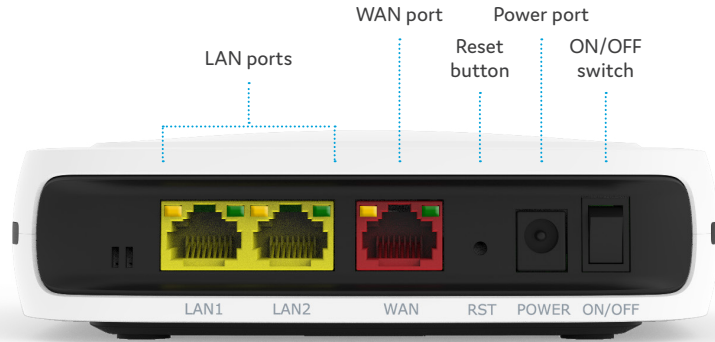 WAN port
Power port
LAN ports
Reset
button
ON/OFF
switch
LAN1
LAN2
WAN
RST
POWER
ON/OFF